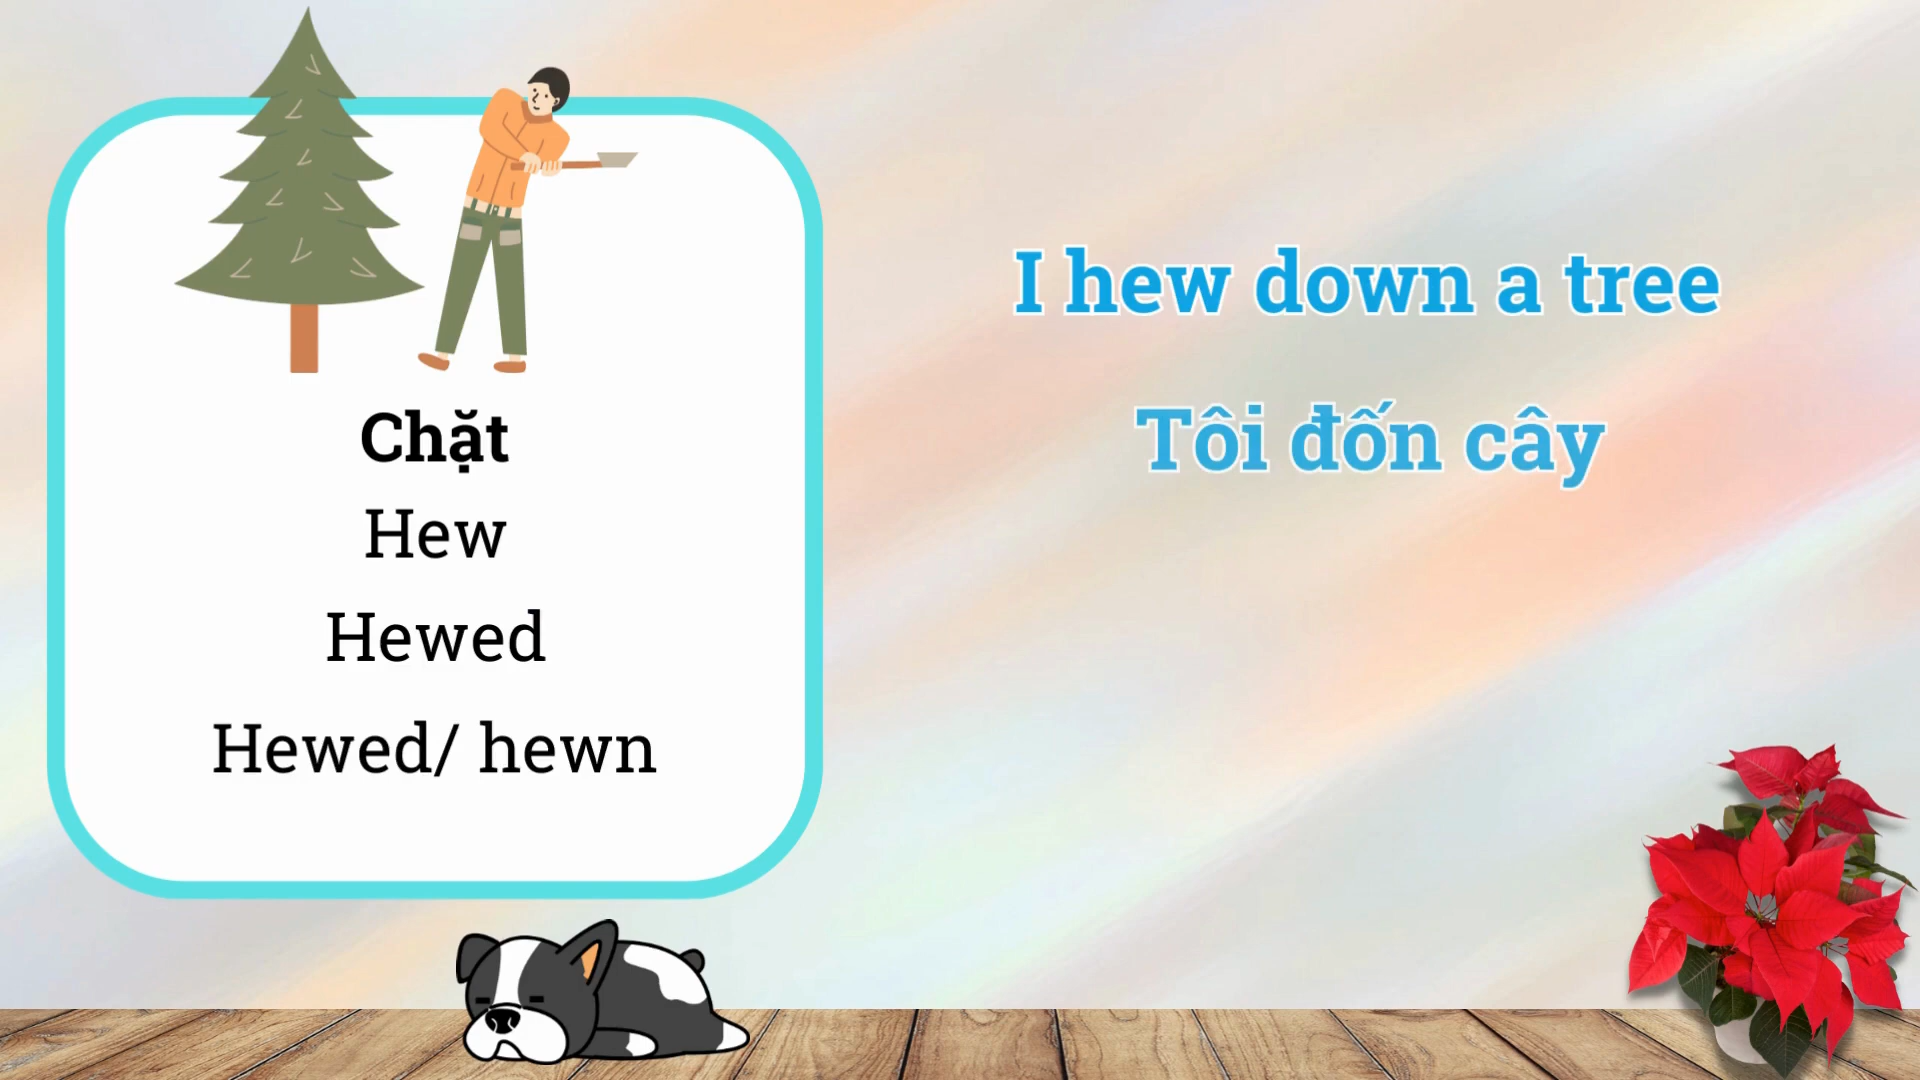 Chặt
Hew
Hewed
Hewed/ hewn
I hew down a tree
Tôi đốn cây